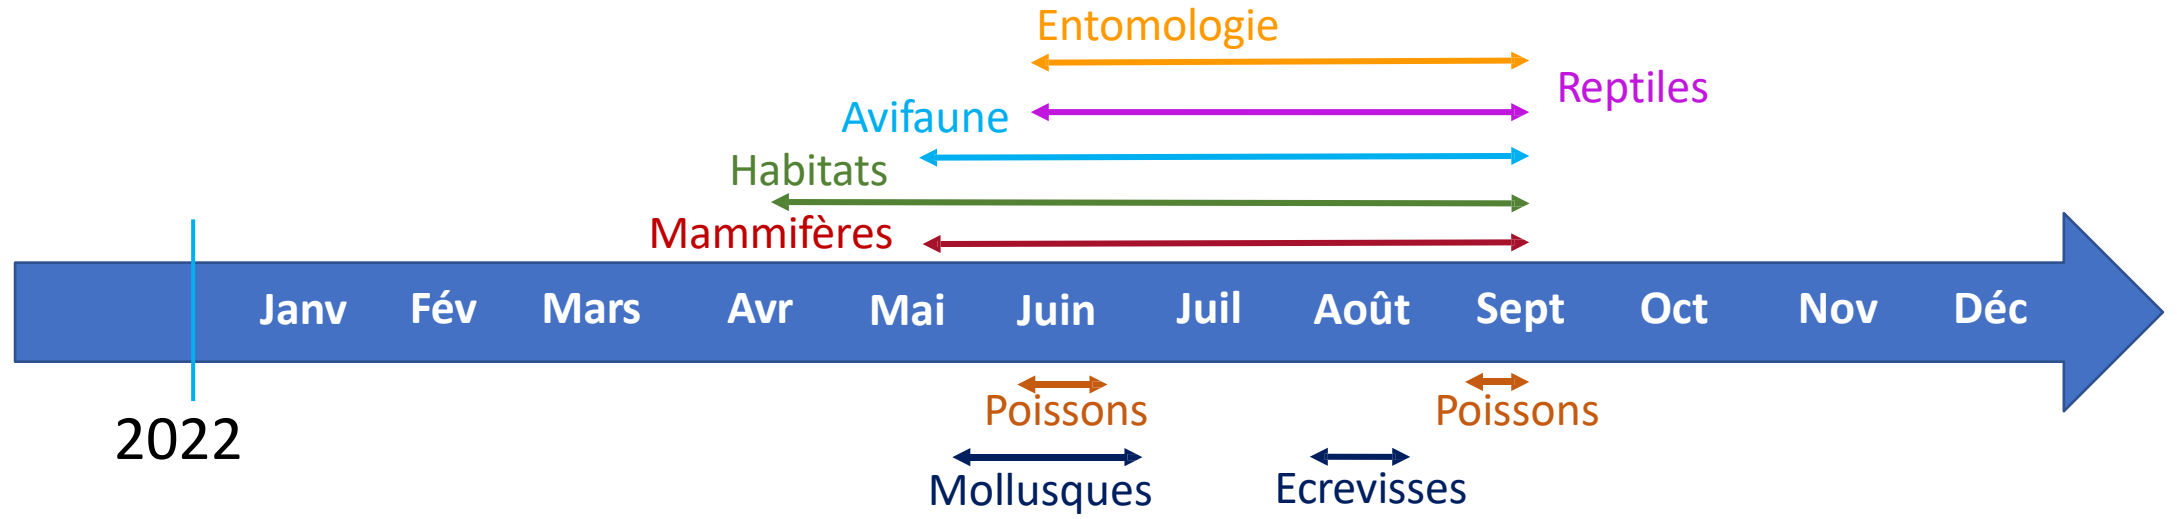 Entomologie
Reptiles
Avifaune
Habitats
Mammifères
Janv Fév Mars Avr Mai Juin Juil Août Sept Oct Nov Déc
Poissons Poissons
2022
Mollusques Ecrevisses